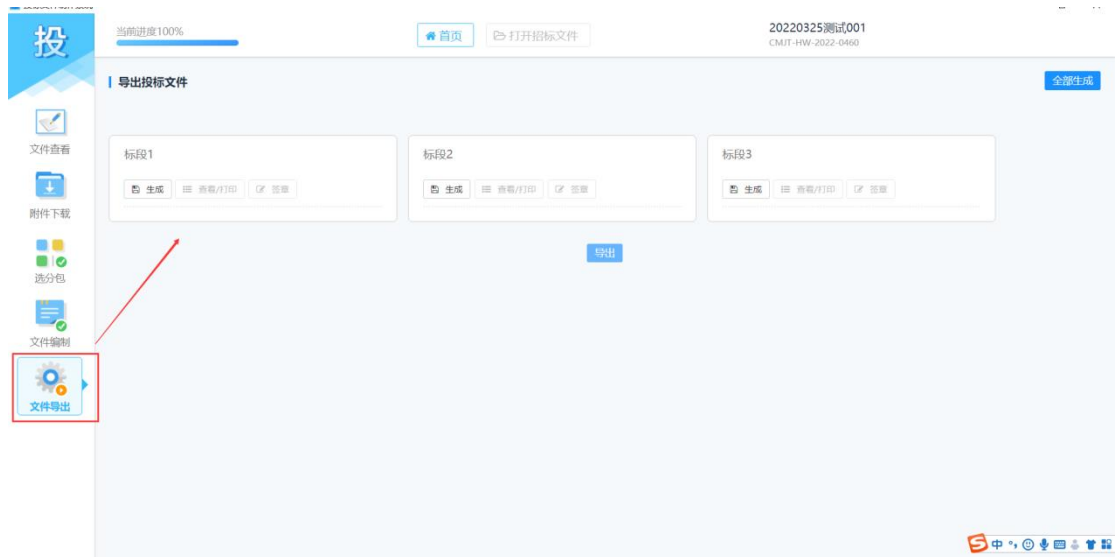 投
当前进度100%
首页
打开招标文件
20220325测试001
CMJT-HW-2022-0460
导出投标文件
全部生成
文件查看
附件下载
选分包
文件编制
文件导出
标段1
生成 查看/打印 签章
标段2
生成 查看/打印 签章
标段3
生成 查看/打印 签章
导出
中